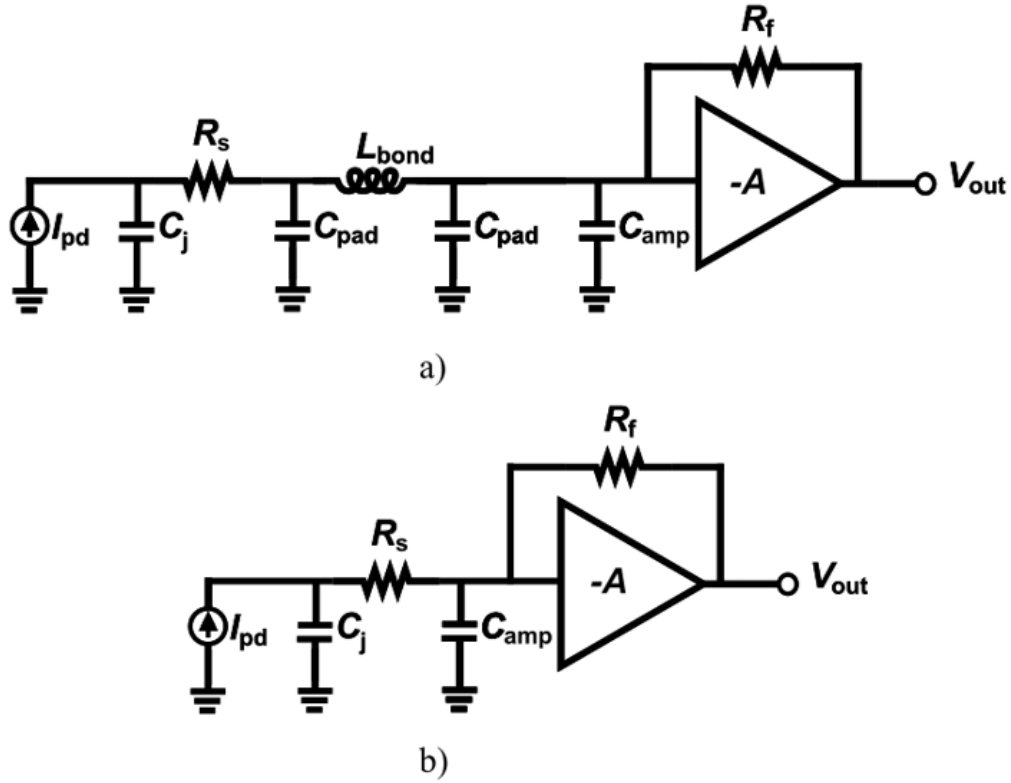 Rf
Rs
Lbond
-A
Vout
Ipd
Cj
Cpad
Cpad
Camp
a)
Rf
Rs
-A
Vout
Ipd
Cj
Camp
b)